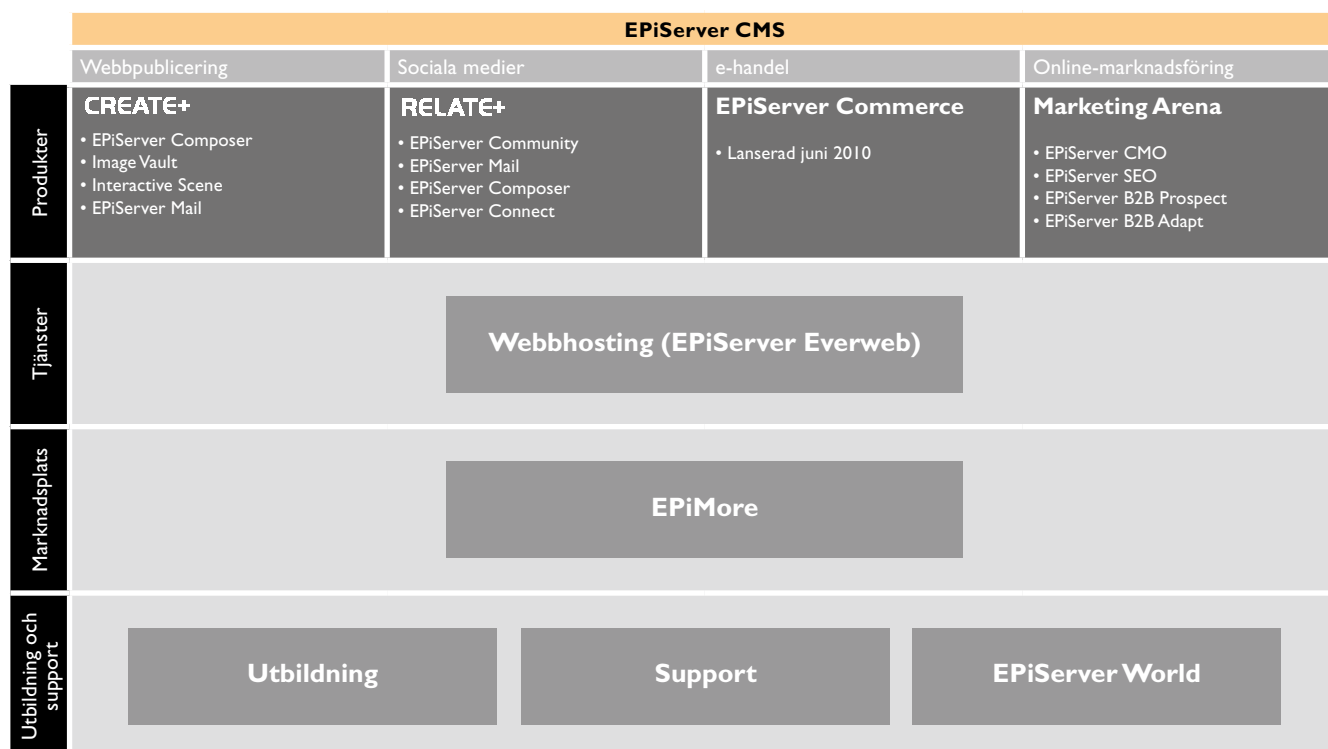 EPiServer CMS
Webbpublicering
Sociala medier
e-handel
Online-marknadsföring
Produkter
CREATE+
• EPiServer Composer
• Image Vault
• Interactive Scene
• EPiServer Mail
RELATE+
• EPiServer Community
• EPiServer Mail
• EPiServer Composer
• EPiServer Connect
EPiServer Commerce
• Lanserad juni 2010
Marketing Arena
• EPiServer CMO
• EPiServer SEO
• EPiServer B2B Prospect
• EPiServer B2B Adapt
Tjänster
Webbhosting (EPiServer Everweb)
Marknadsplats
EPiMore
Utbildning och
support
Utbildning
Support
EPiServer World